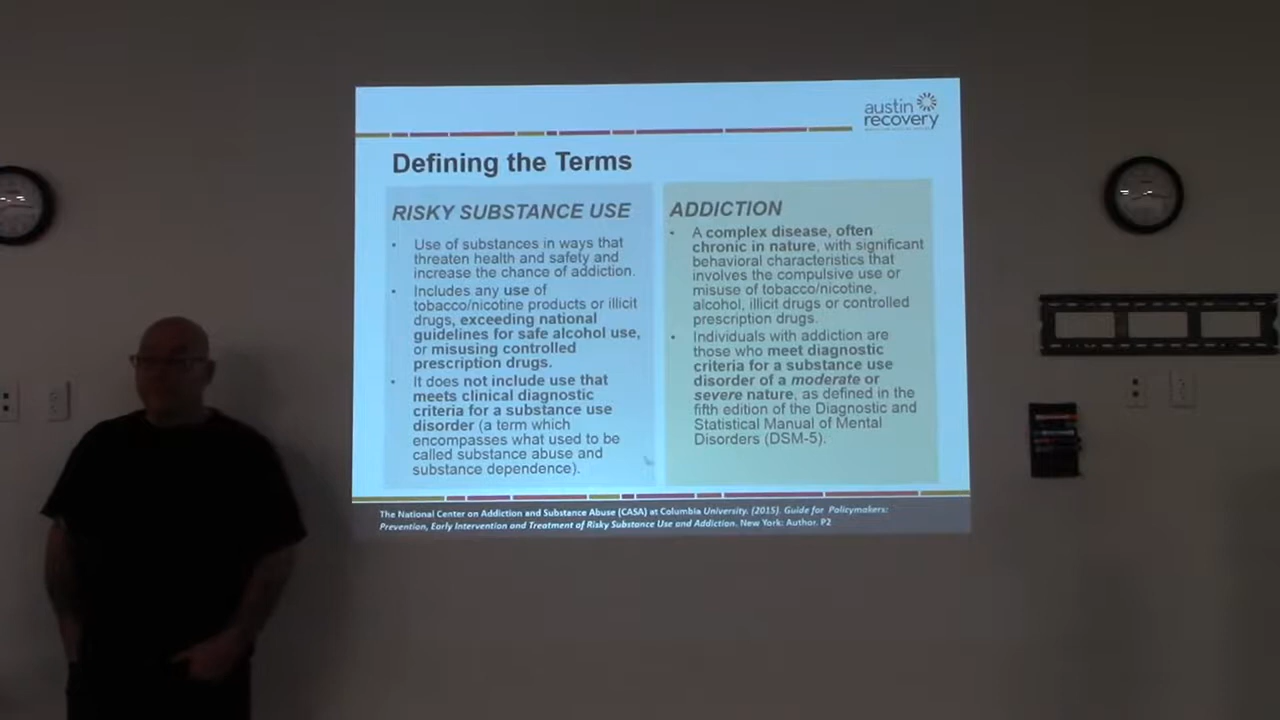 austin
recovery
Defining the Terms
RISKY SUBSTANCE USE
• Use of substances in ways that
threaten health and safety and
increase the chance of addiction.
• Includes any use of
tobacco/nicotine products or illicit
drugs, exceeding national
guidelines for safe alcohol use,
or misusing controlled
prescription drugs.
• It does not include use that
meets clinical diagnostic
criteria for a substance use
disorder (a term which
encompasses what used to be
called substance abuse and
substance dependence).
ADDICTION
• A complex disease, often
chronic in nature, with significant
behavioral characteristics that
involves the compulsive use or
misuse of tobacco/nicotine,
alcohol, illicit drugs or controlled
prescription drugs.
• Individuals with addiction are
those who meet diagnostic
criteria for a substance use
disorder of a moderate or
severe nature, as defined in the
fifth edition of the Diagnostic and
Statistical Manual of Mental
Disorders (DSM-5).
The National Center on Addiction and Substance Abuse (CASA) at Columbia University. (2015). Guide for Policymakers:
Prevention, Early Intervention and Treatment of Risky Substance Use and Addiction. New York: Author. P2